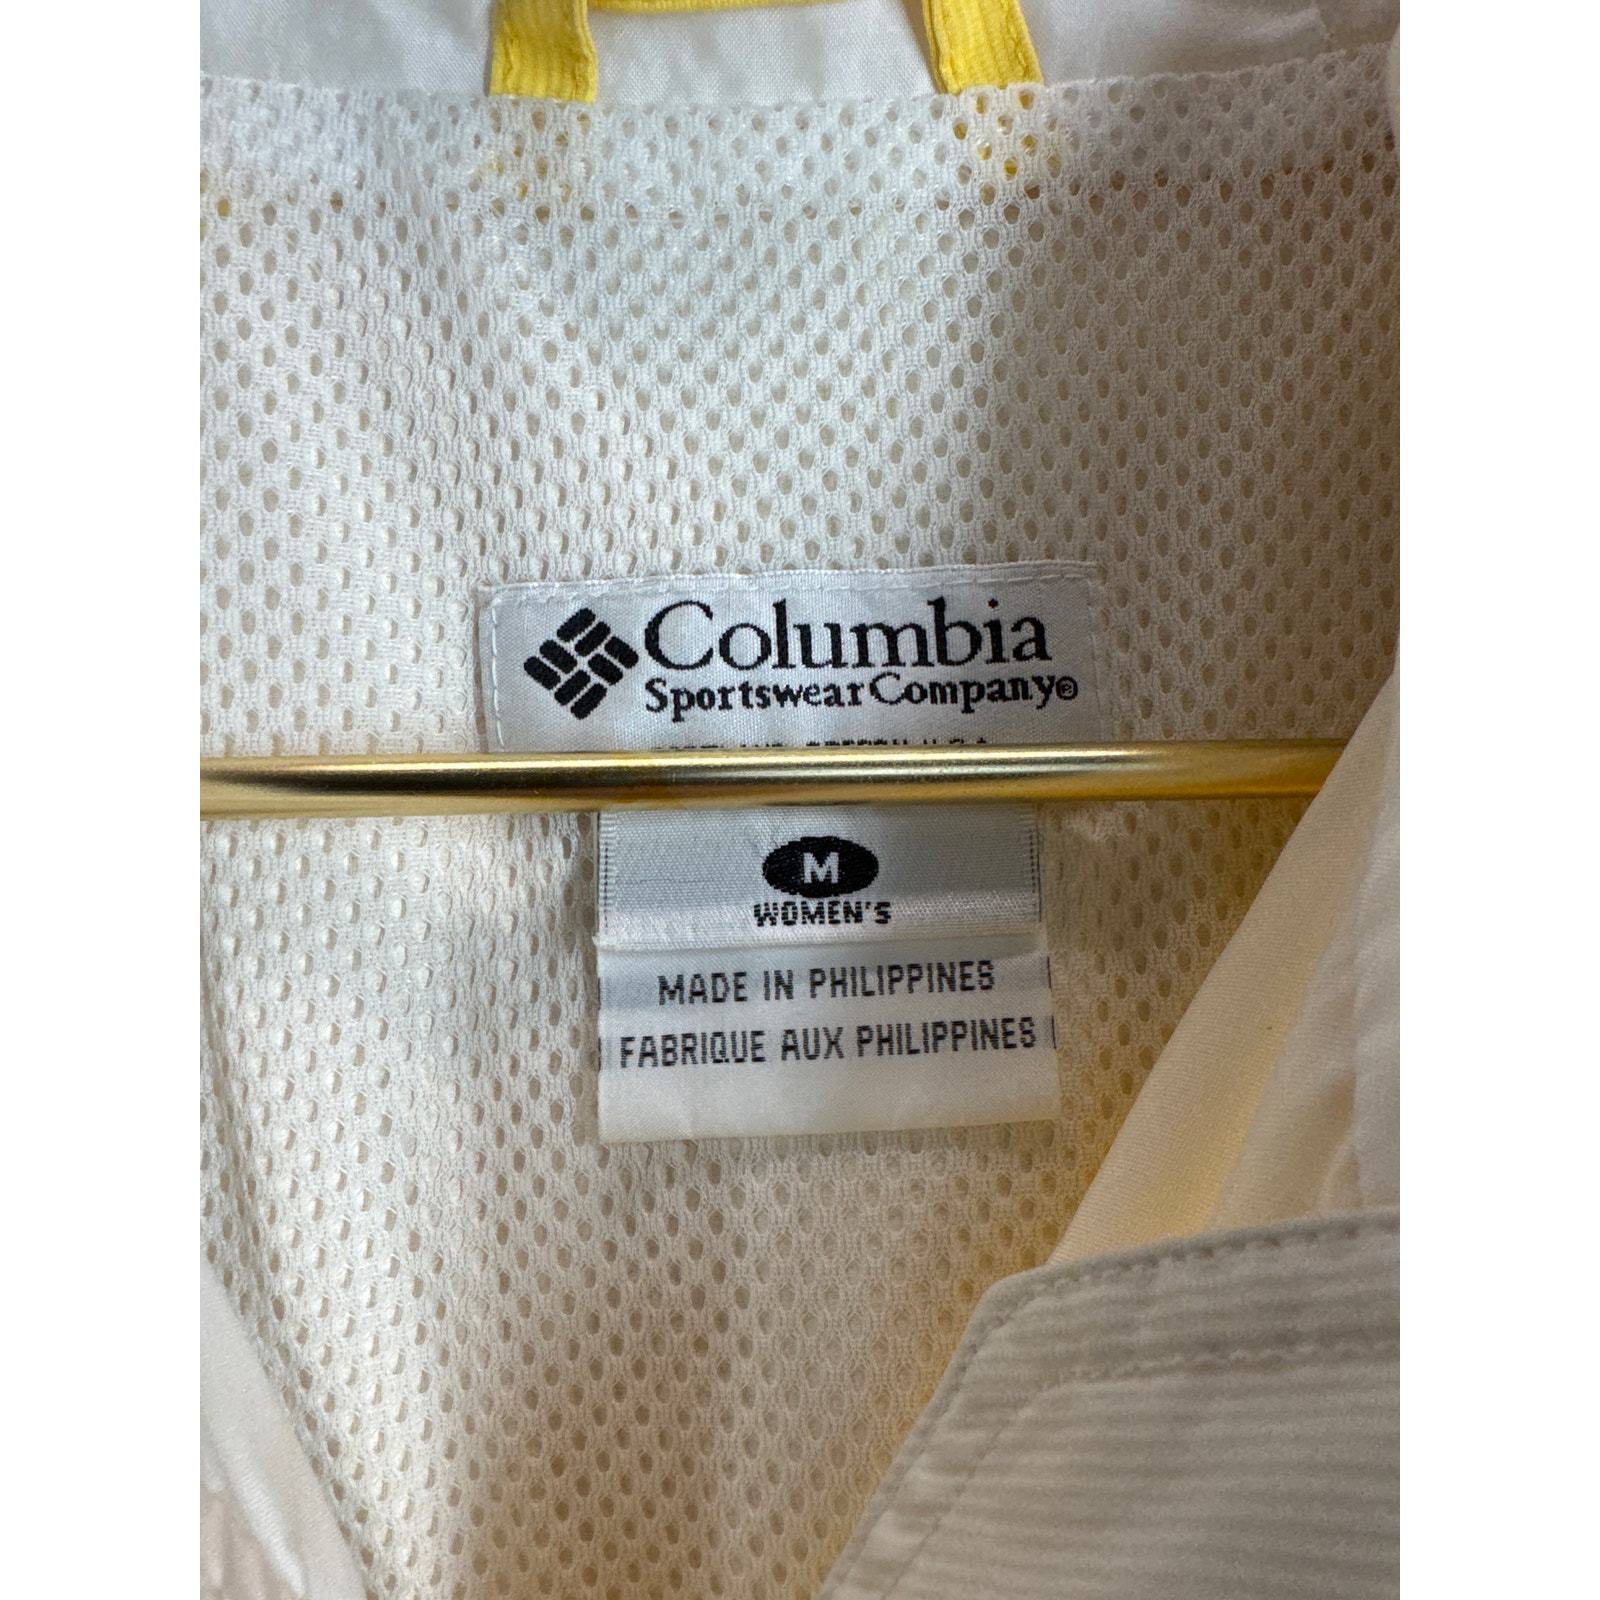 Columbia
Sportswear Company®
M
WOMEN'S
MADE IN PHILIPPINES
FABRIQUE AUX PHILIPPINES